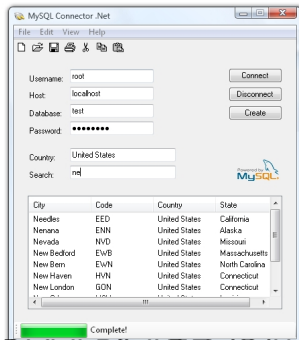 MySQL Connector .Net
File Edit View Help
Username: root Connect
Host: localhost Disconnect
Database: test Create
Password: ●●●●●●●●
Country: United States
Search: ne
Powered by MySQL
City Code Country State
Needles EED United States California
Nenana ENN United States Alaska
Nevada NVD United States Missouri
New Bedford EWB United States Massachusetts
New Bern EWN United States North Carolina
New Haven HVN United States Connecticut
New London GON United States Connecticut
Complete!